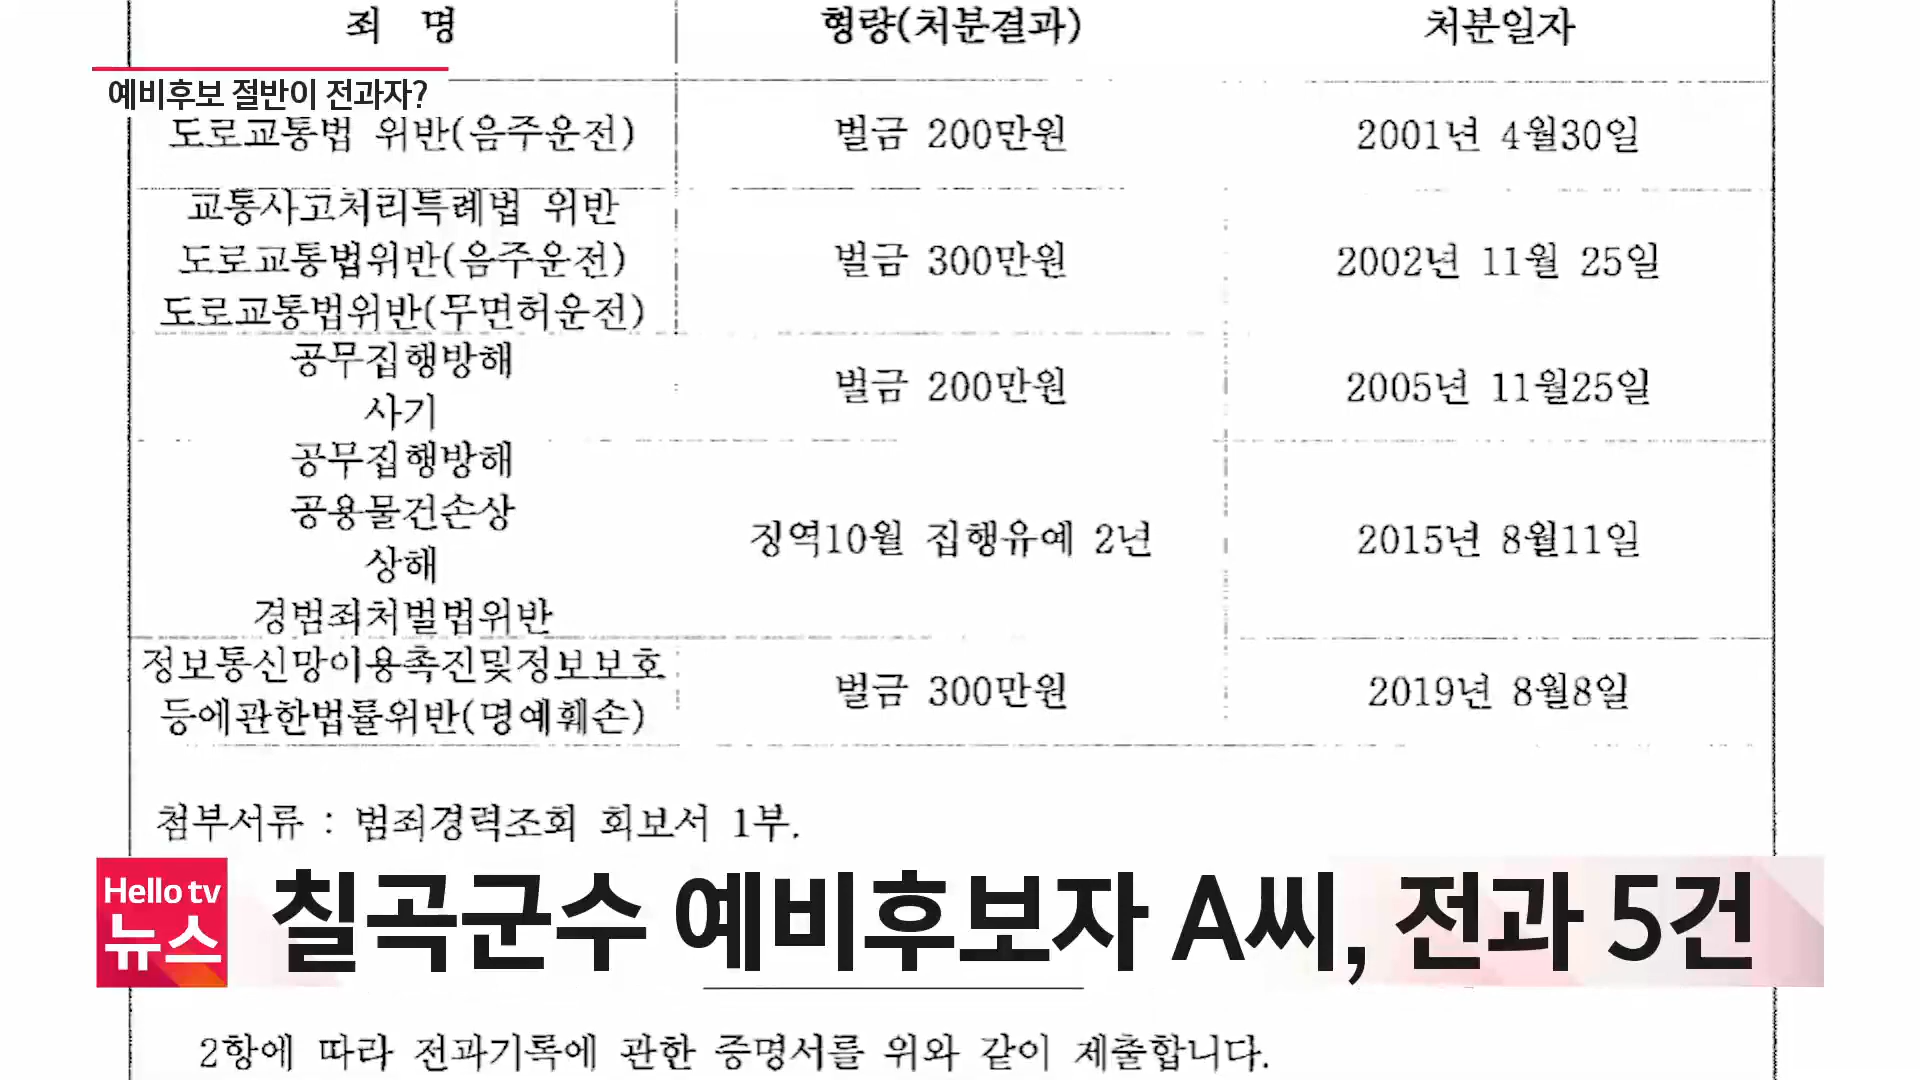 죄 명 형량(처분결과) 처분일자
예비후보 절반이 전과자?
도로교통법 위반(음주운전) 벌금 200만원 2001년 4월30일
교통사고처리특례법 위반
도로교통법위반(음주운전) 벌금 300만원 2002년 11월 25일
도로교통법위반(무면허운전)
공무집행방해
사기
벌금 200만원 2005년 11월25일
공무집행방해
공용물건손상
상해
경범죄처벌법위반
징역10월 집행유예 2년 2015년 8월11일
정보통신망이용촉진및정보보호
등에관한법률위반(명예훼손)
벌금 300만원 2019년 8월8일
첨부서류 : 범죄경력조회 회보서 1부.
Hello tv
뉴스
칠곡군수 예비후보자 A씨, 전과 5건
2항에 따라 전과기록에 관한 증명서를 위와 같이 제출합니다.